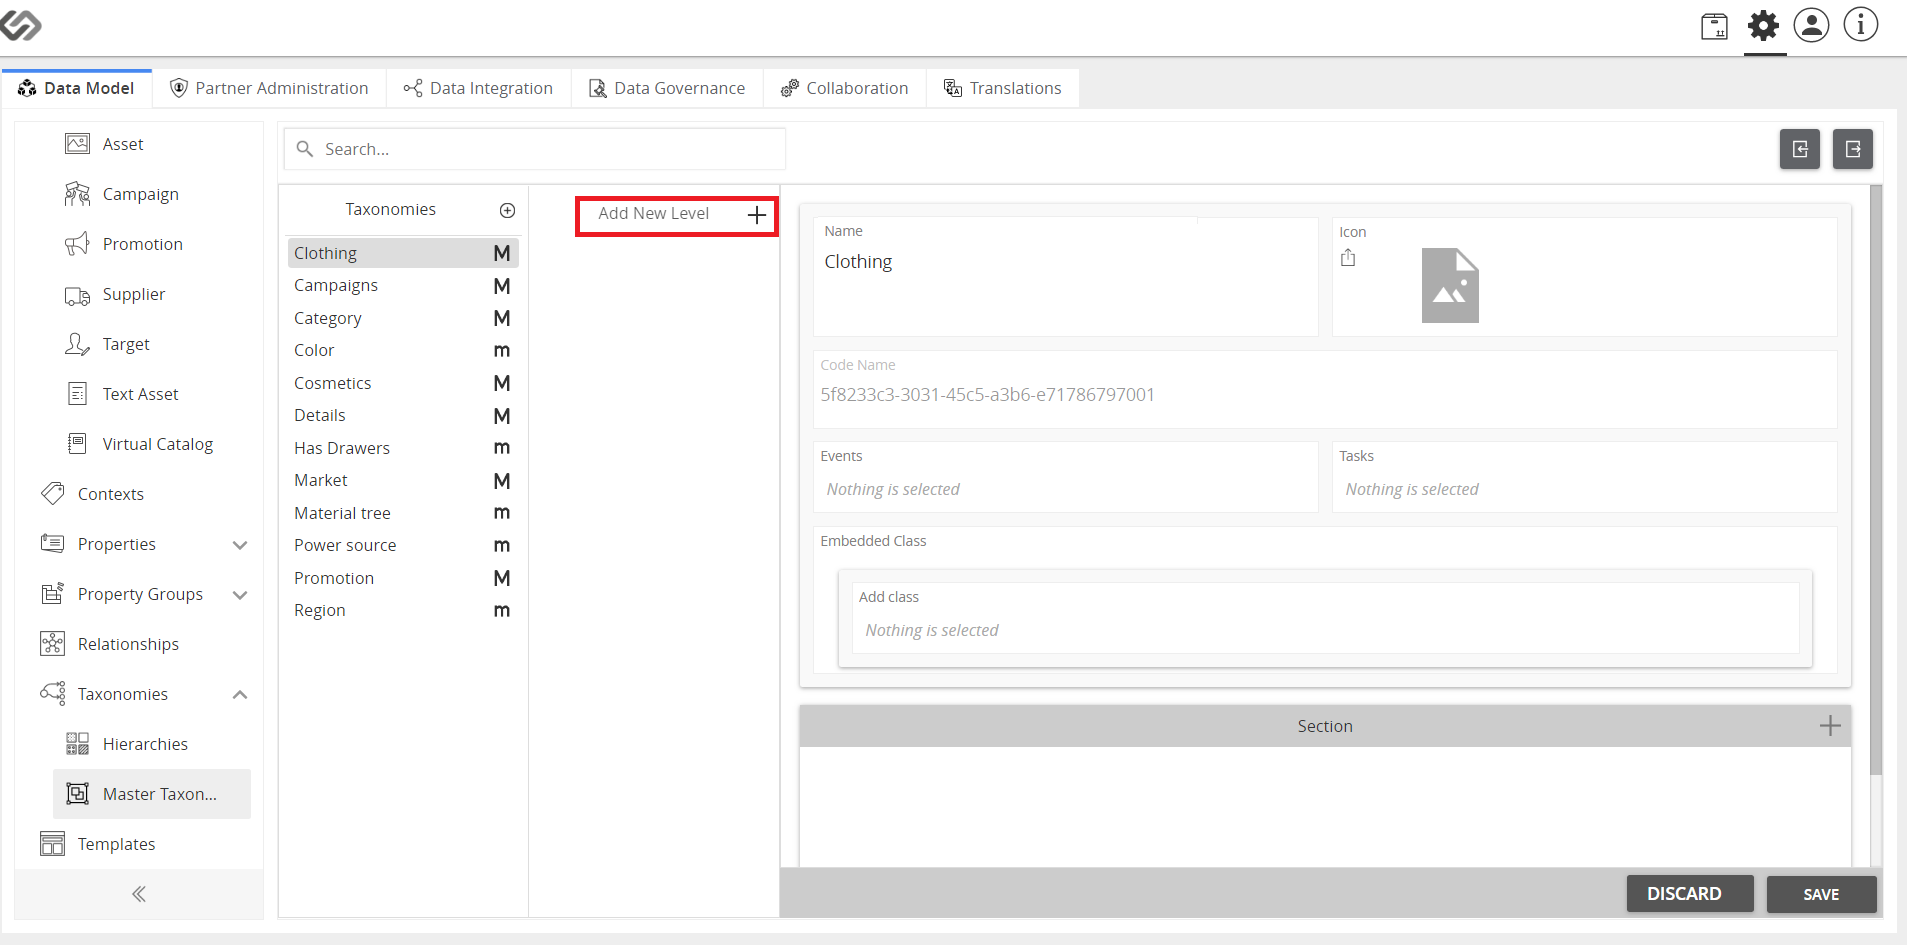 Data Model
Partner Administration
Data Integration
Data Governance
Collaboration
Translations
Asset
Campaign
Promotion
Supplier
Target
Text Asset
Virtual Catalog
Contexts
Properties
Property Groups
Relationships
Taxonomies
Hierarchies
Master Taxon...
Templates
Search...
Taxonomies
Clothing M
Campaigns M
Category M
Color m
Cosmetics M
Details M
Has Drawers m
Market M
Material tree m
Power source m
Promotion M
Region m
Add New Level
Name
Clothing
Icon
Code Name
5f8233c3-3031-45c5-a3b6-e71786797001
Events
Nothing is selected
Tasks
Nothing is selected
Embedded Class
Add class
Nothing is selected
Section
DISCARD
SAVE